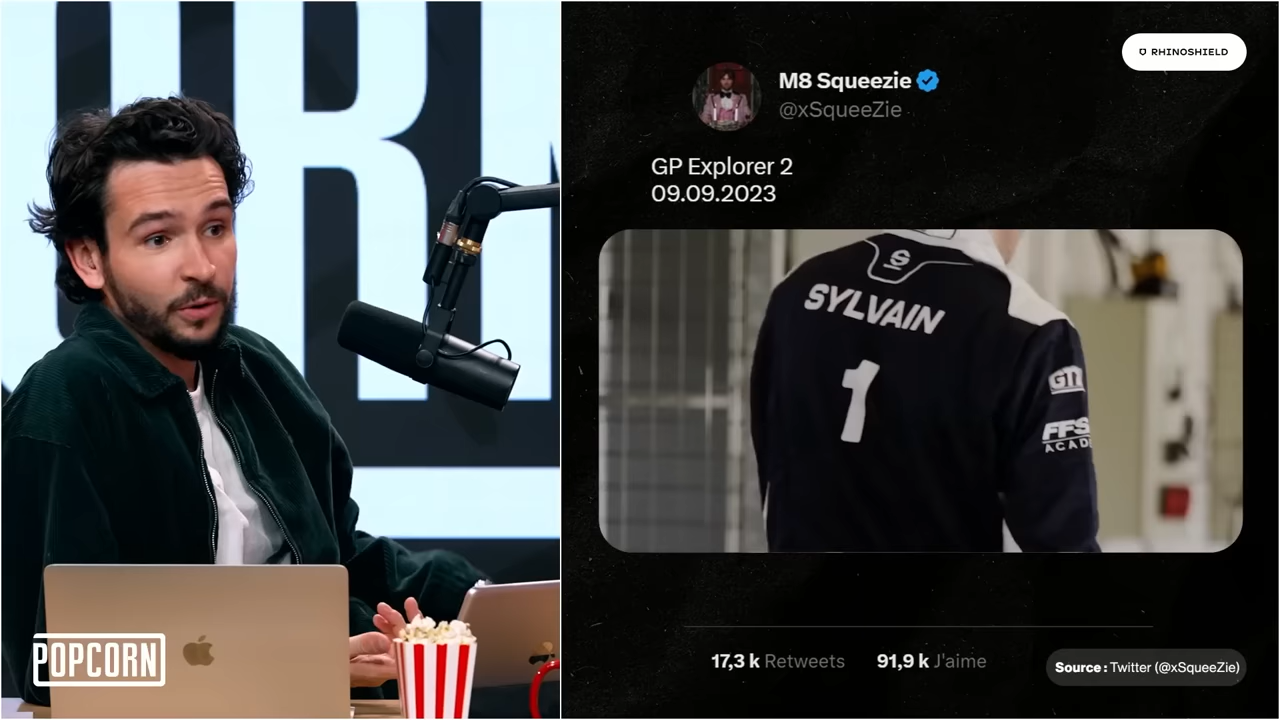 POPCORN
RHINOSHIELD
M8 Squeezie
@xSqueeZie
GP Explorer 2
09.09.2023
S
SYLVAIN
1
GTI
FFS
ACAD
17,3 k Retweets 91,9 k J'aime
Source : Twitter (@xSqueeZie)